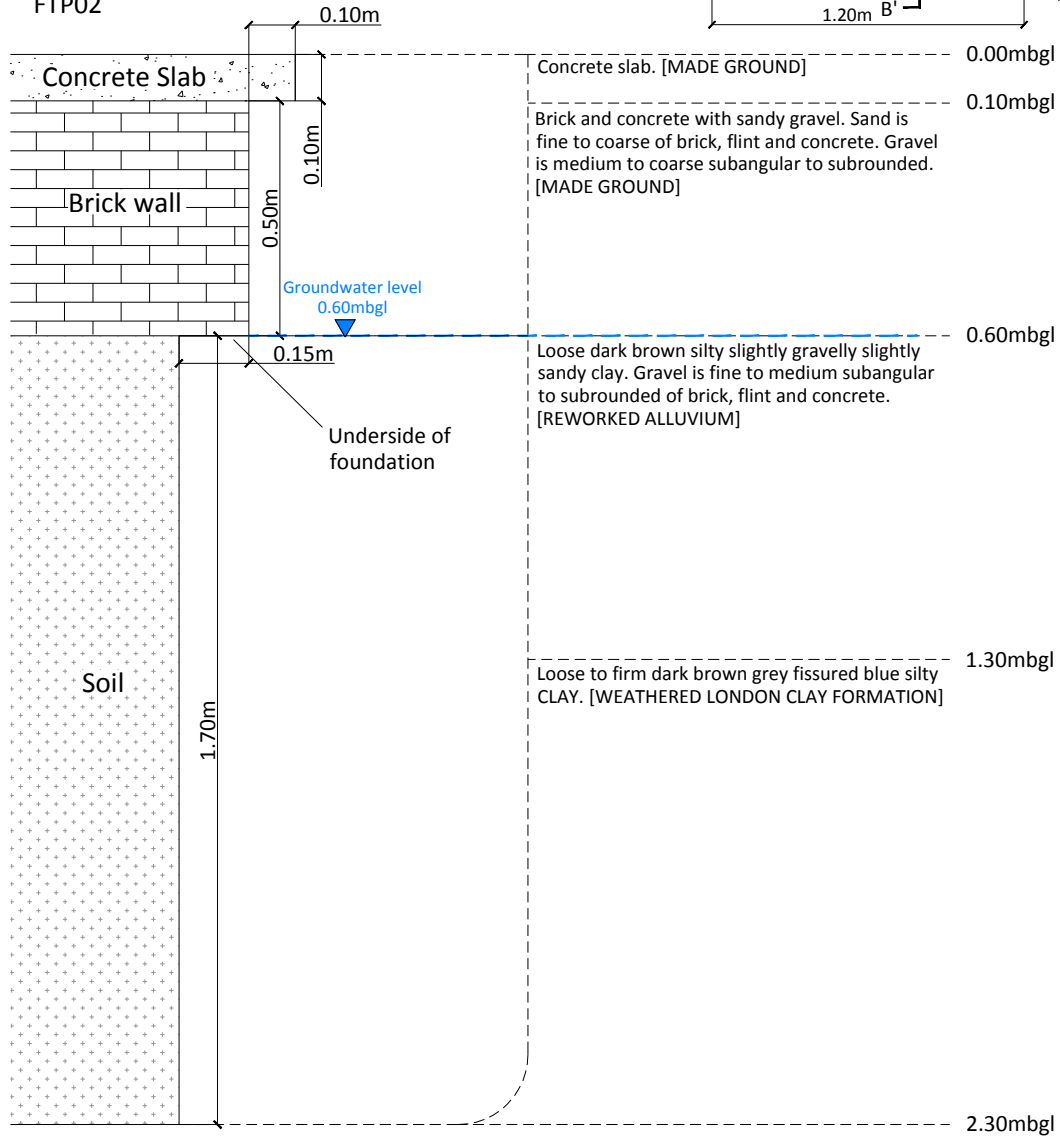 FTP02
0.10m
1.20m
B'
0.00mbgl
Concrete Slab
Concrete slab. [MADE GROUND]
0.10mbgl
0.10m
Brick and concrete with sandy gravel. Sand is
fine to coarse of brick, flint and concrete. Gravel
is medium to coarse subangular to subrounded.
[MADE GROUND]
Brick wall
0.50m
Groundwater level
0.60mbgl
0.60mbgl
0.15m
Loose dark brown silty slightly gravelly slightly
sandy clay. Gravel is fine to medium subangular
to subrounded of brick, flint and concrete.
[REWORKED ALLUVIUM]
Underside of
foundation
1.30mbgl
Loose to firm dark brown grey fissured blue silty
CLAY. [WEATHERED LONDON CLAY FORMATION]
Soil
1.70m
2.30mbgl